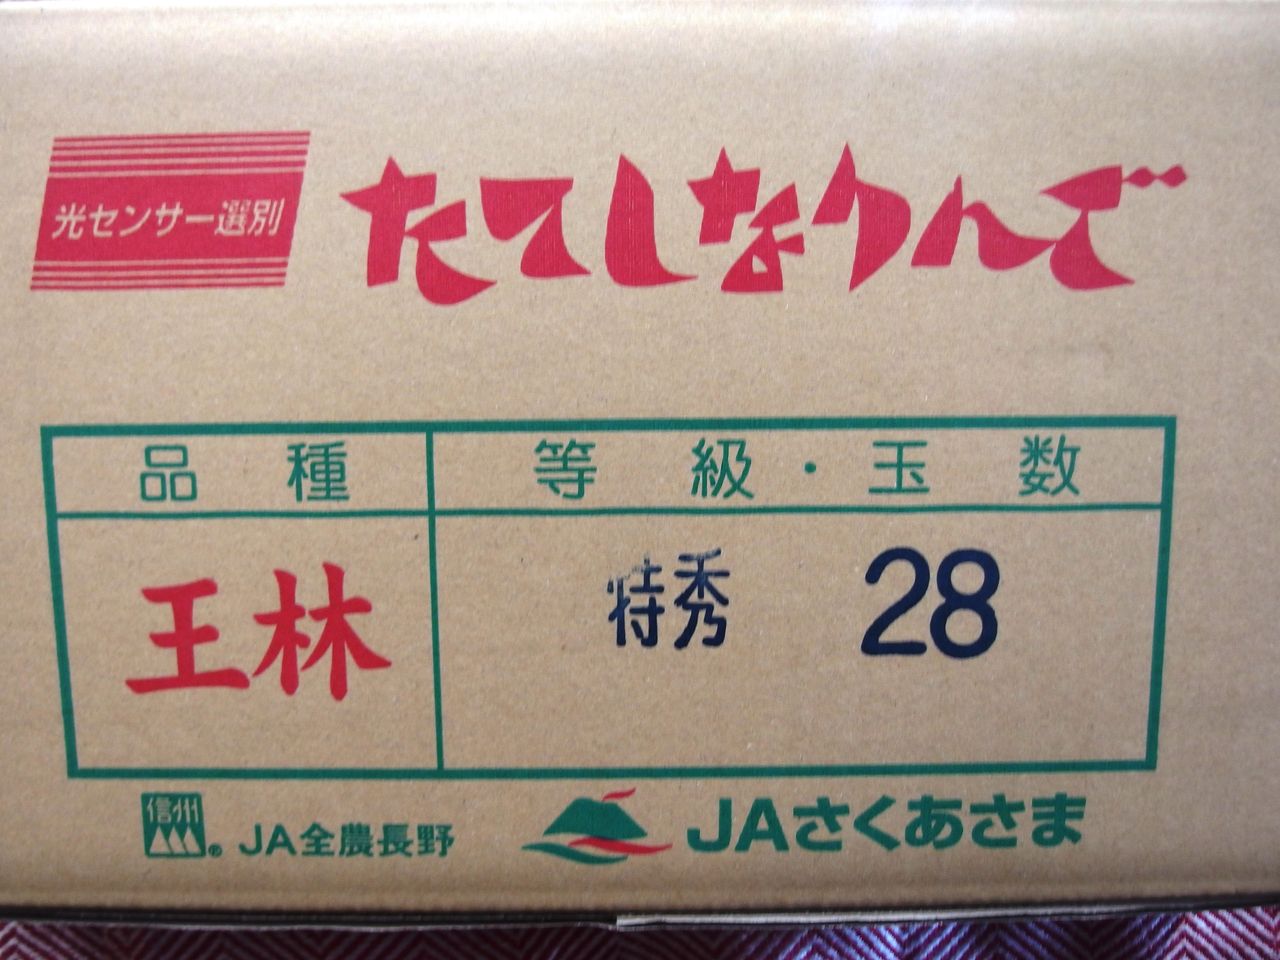 光センサー選別
たてしなりんご
品種 等級・玉数
王林 特秀 28
信州® JA全農長野 JAさくあさま